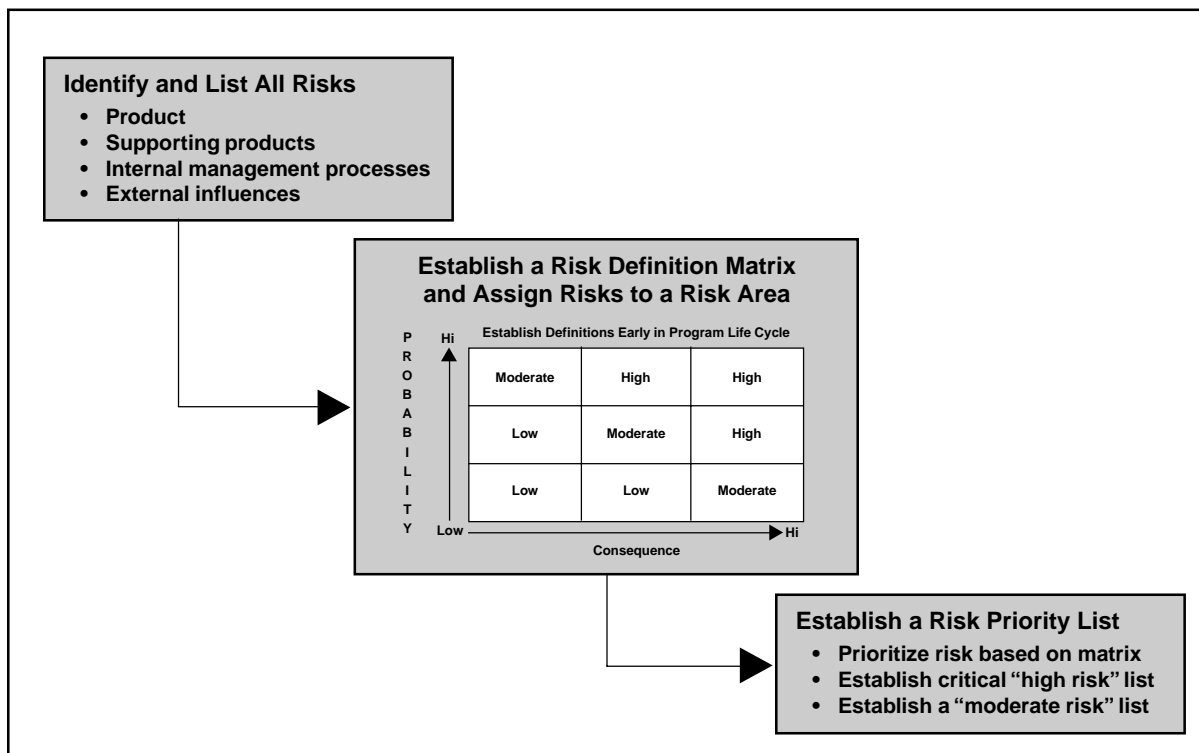 Identify and List All Risks
• Product
• Supporting products
• Internal management processes
• External influences
Establish a Risk Definition Matrix
and Assign Risks to a Risk Area
Establish Definitions Early in Program Life Cycle
PROBABILITY
Hi
Moderate High High
Low Moderate High
Low Low Moderate
Low Hi
Consequence
Establish a Risk Priority List
• Prioritize risk based on matrix
• Establish critical “high risk” list
• Establish a “moderate risk” list